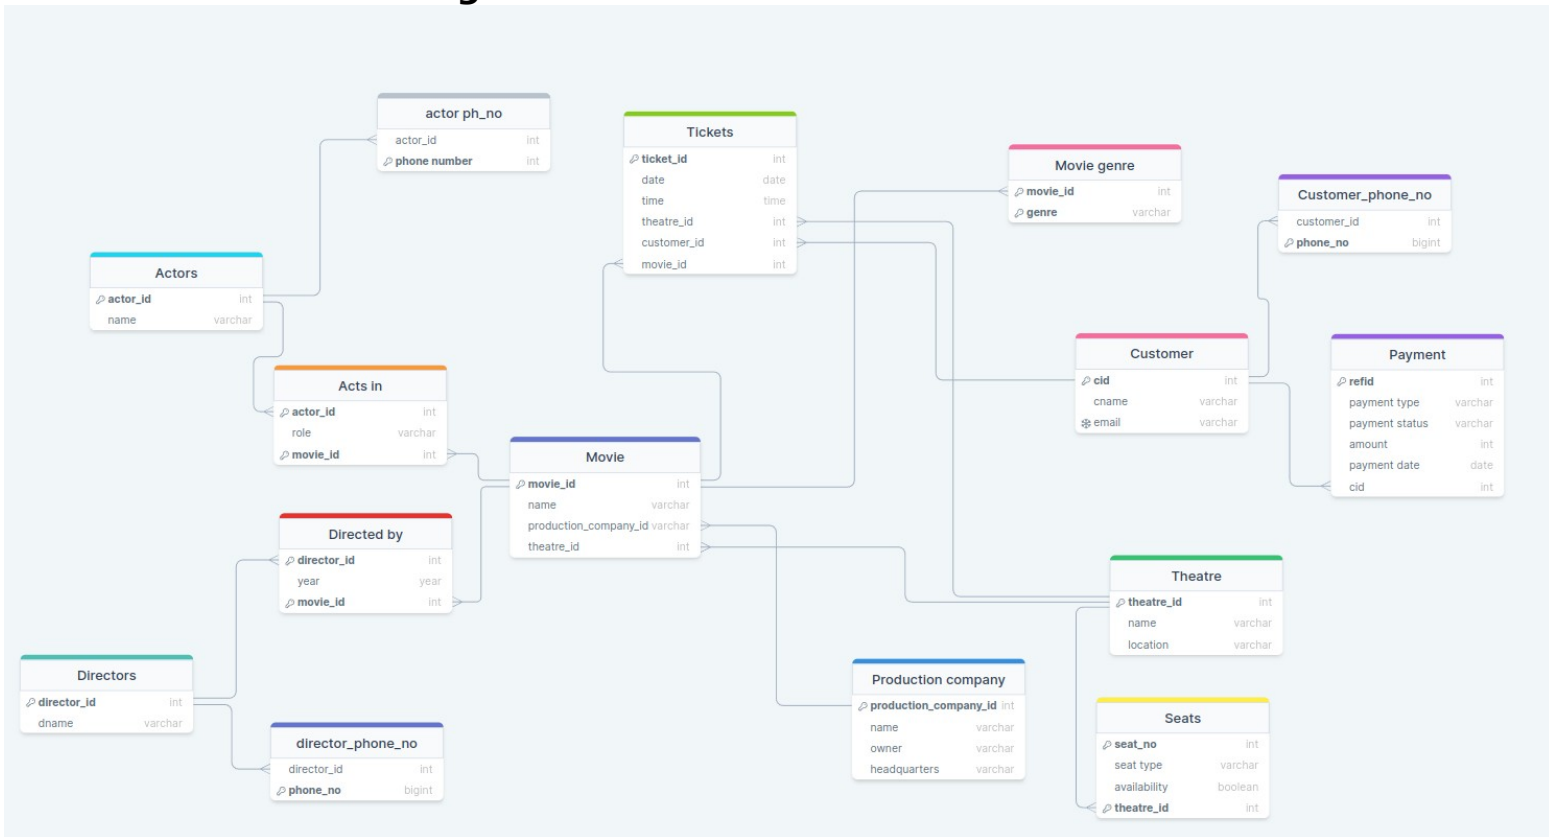 g
actor ph_no
actor_id int
phone number int
Tickets
ticket_id int
date date
time time
theatre_id int
customer_id int
movie_id int
Movie genre
movie_id int
genre varchar
Customer_phone_no
customer_id int
phone_no bigint
Actors
actor_id int
name varchar
Acts in
actor_id int
role varchar
movie_id int
Customer
cid int
cname varchar
email varchar
Payment
refid int
payment type varchar
payment status varchar
amount int
payment date date
cid int
Movie
movie_id int
name varchar
production_company_id varchar
theatre_id int
Directed by
director_id int
year year
movie_id int
Theatre
theatre_id int
name varchar
location varchar
Directors
director_id int
dname varchar
director_phone_no
director_id int
phone_no bigint
Production company
production_company_id int
name varchar
owner varchar
headquarters varchar
Seats
seat_no int
seat type varchar
availability boolean
theatre_id int